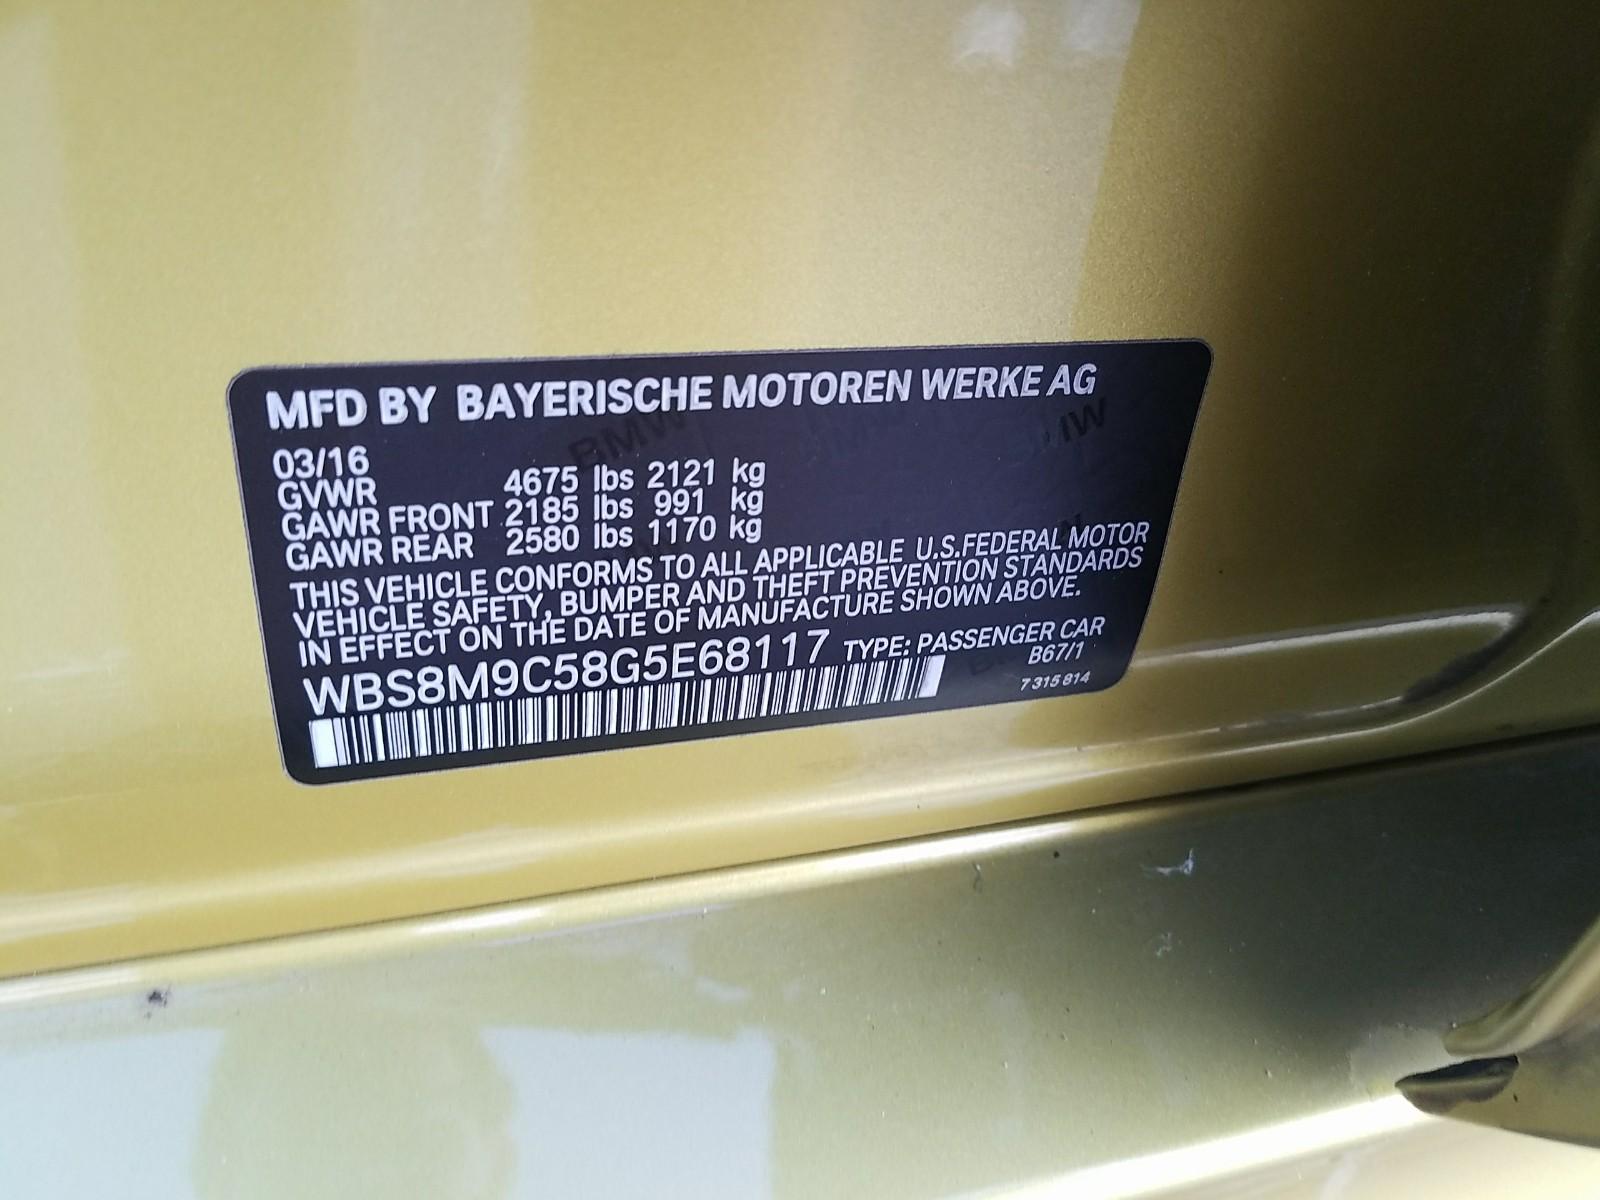 MFD BY BAYERISCHE MOTOREN WERKE AG
03/16
GVWR 4675 lbs 2121 kg
GAWR FRONT 2185 lbs 991 kg
GAWR REAR 2580 lbs 1170 kg
THIS VEHICLE CONFORMS TO ALL APPLICABLE U.S.FEDERAL MOTOR
VEHICLE SAFETY, BUMPER AND THEFT PREVENTION STANDARDS
IN EFFECT ON THE DATE OF MANUFACTURE SHOWN ABOVE.
WBS8M9C58G5E68117 TYPE: PASSENGER CAR
B67/1
7 315 814